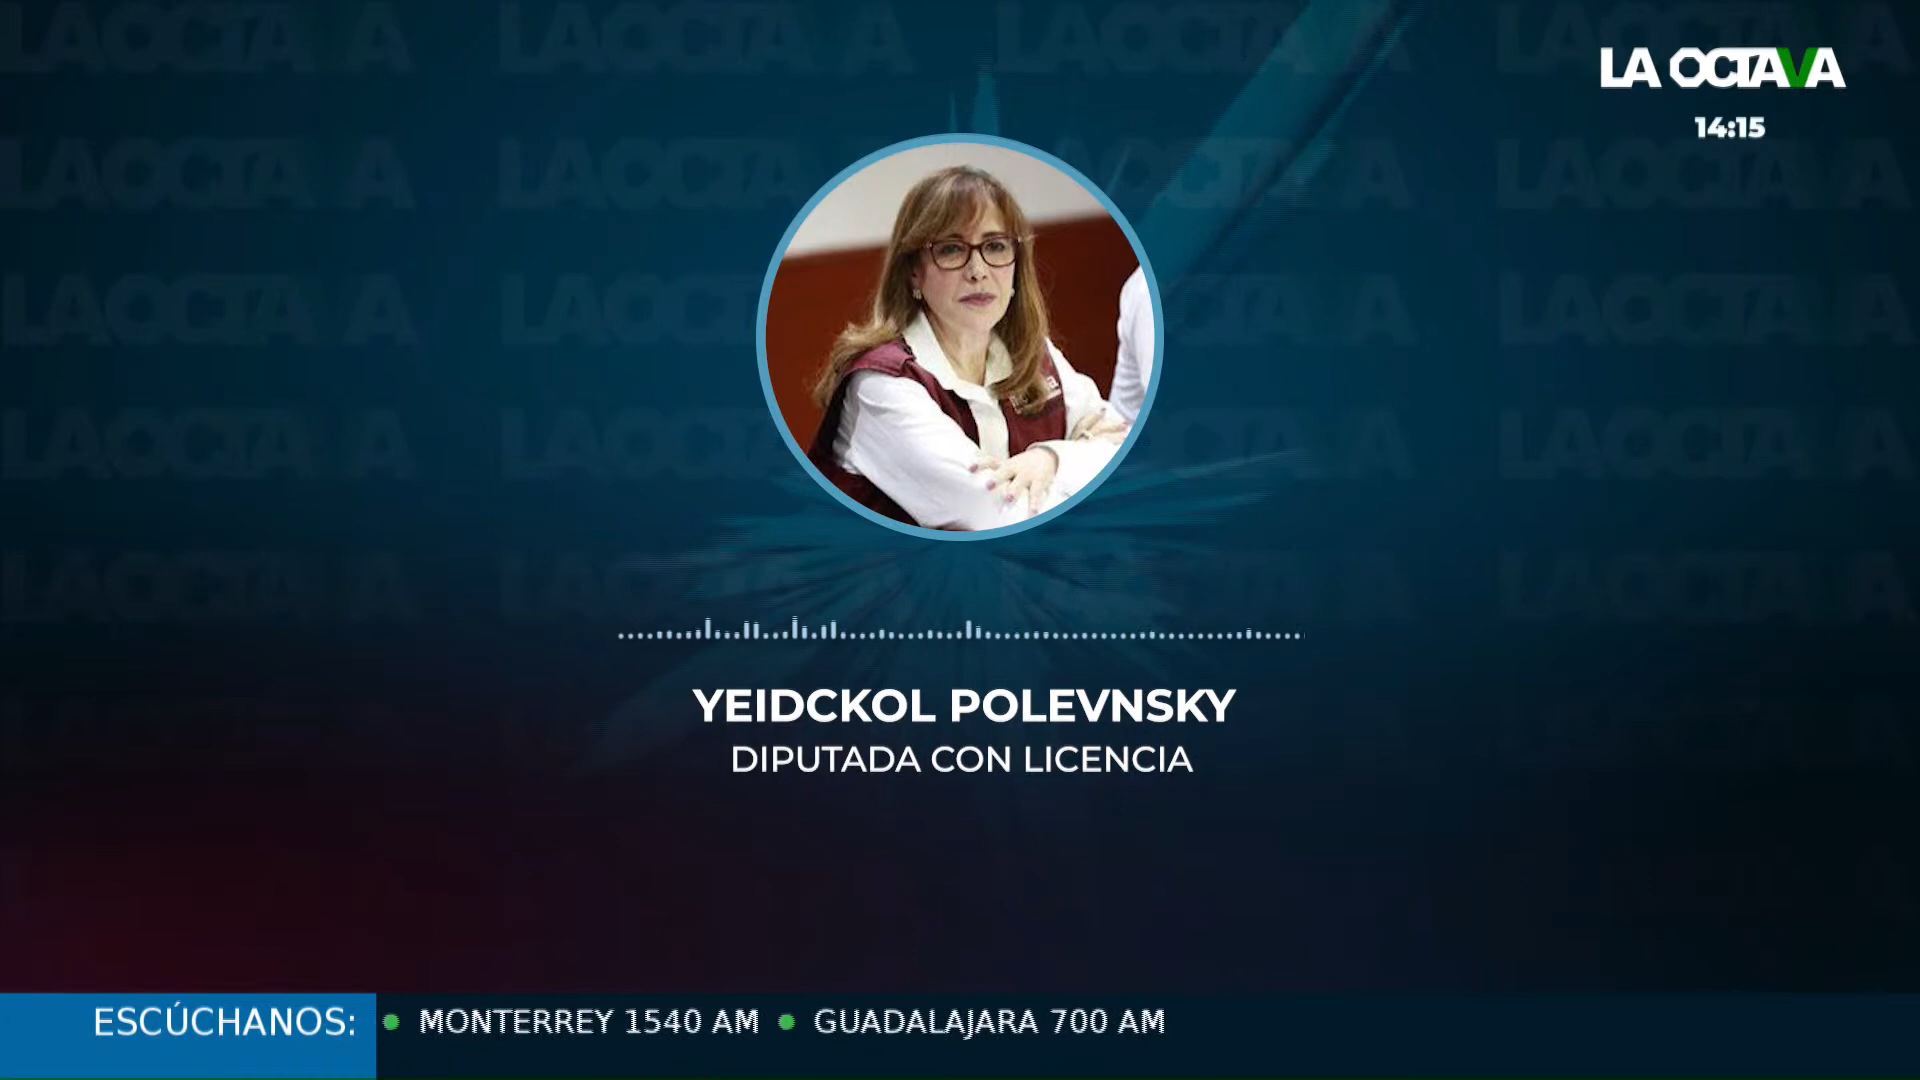 LA OCTAVA
14:15
YEIDCKOL POLEVNSKY
DIPUTADA CON LICENCIA
ESCÚCHANOS: MONTERREY 1540 AM GUADALAJARA 700 AM